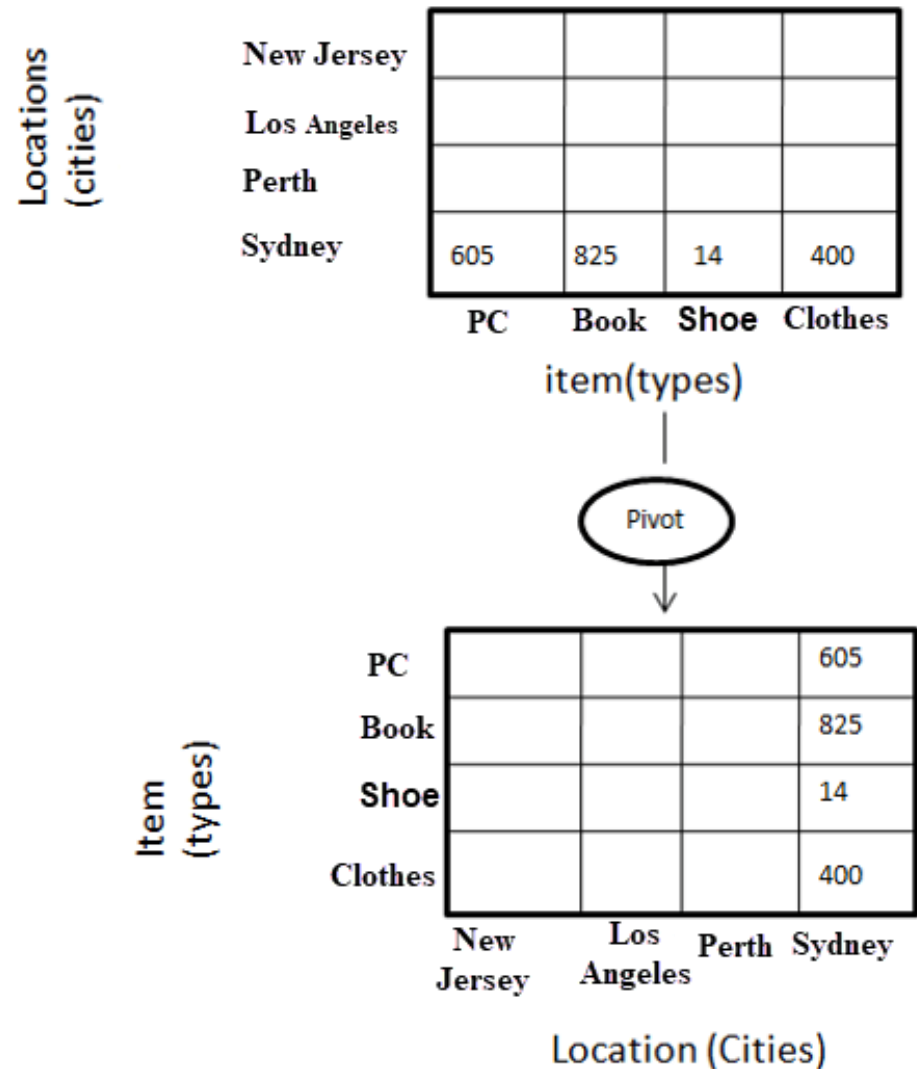 Locations
(cities)
New Jersey
Los Angeles
Perth
Sydney
605 825 14 400
PC Book Shoe Clothes
item(types)
Pivot
Item
(types)
PC 605
Book 825
Shoe 14
Clothes 400
New
Jersey
Los
Angeles
Perth
Sydney
Location (Cities)